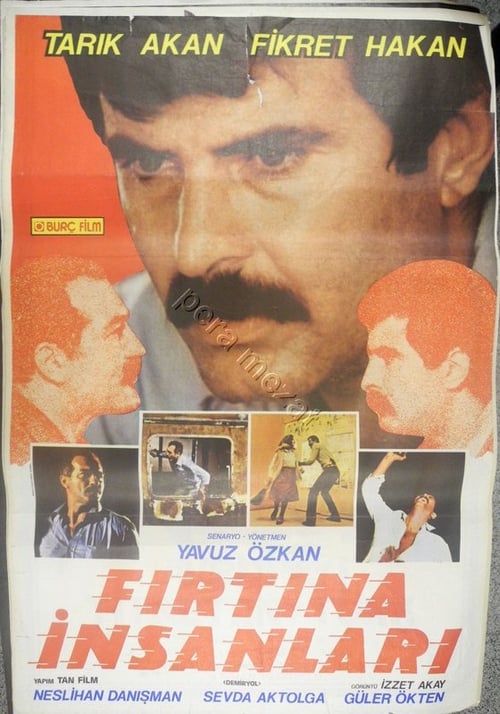 TARIK AKAN FİKRET HAKAN
BURÇ FİLM
pera mezat
SENARYO - YÖNETMEN
YAVUZ ÖZKAN
FIRTINA
İNSANLARI
YAPIM TAN FİLM
(DEMİRYOL)
GÖRÜNTÜ İZZET AKAY
NESLİHAN DANIŞMAN SEVDA AKTOLGA GÜLER ÖKTEN